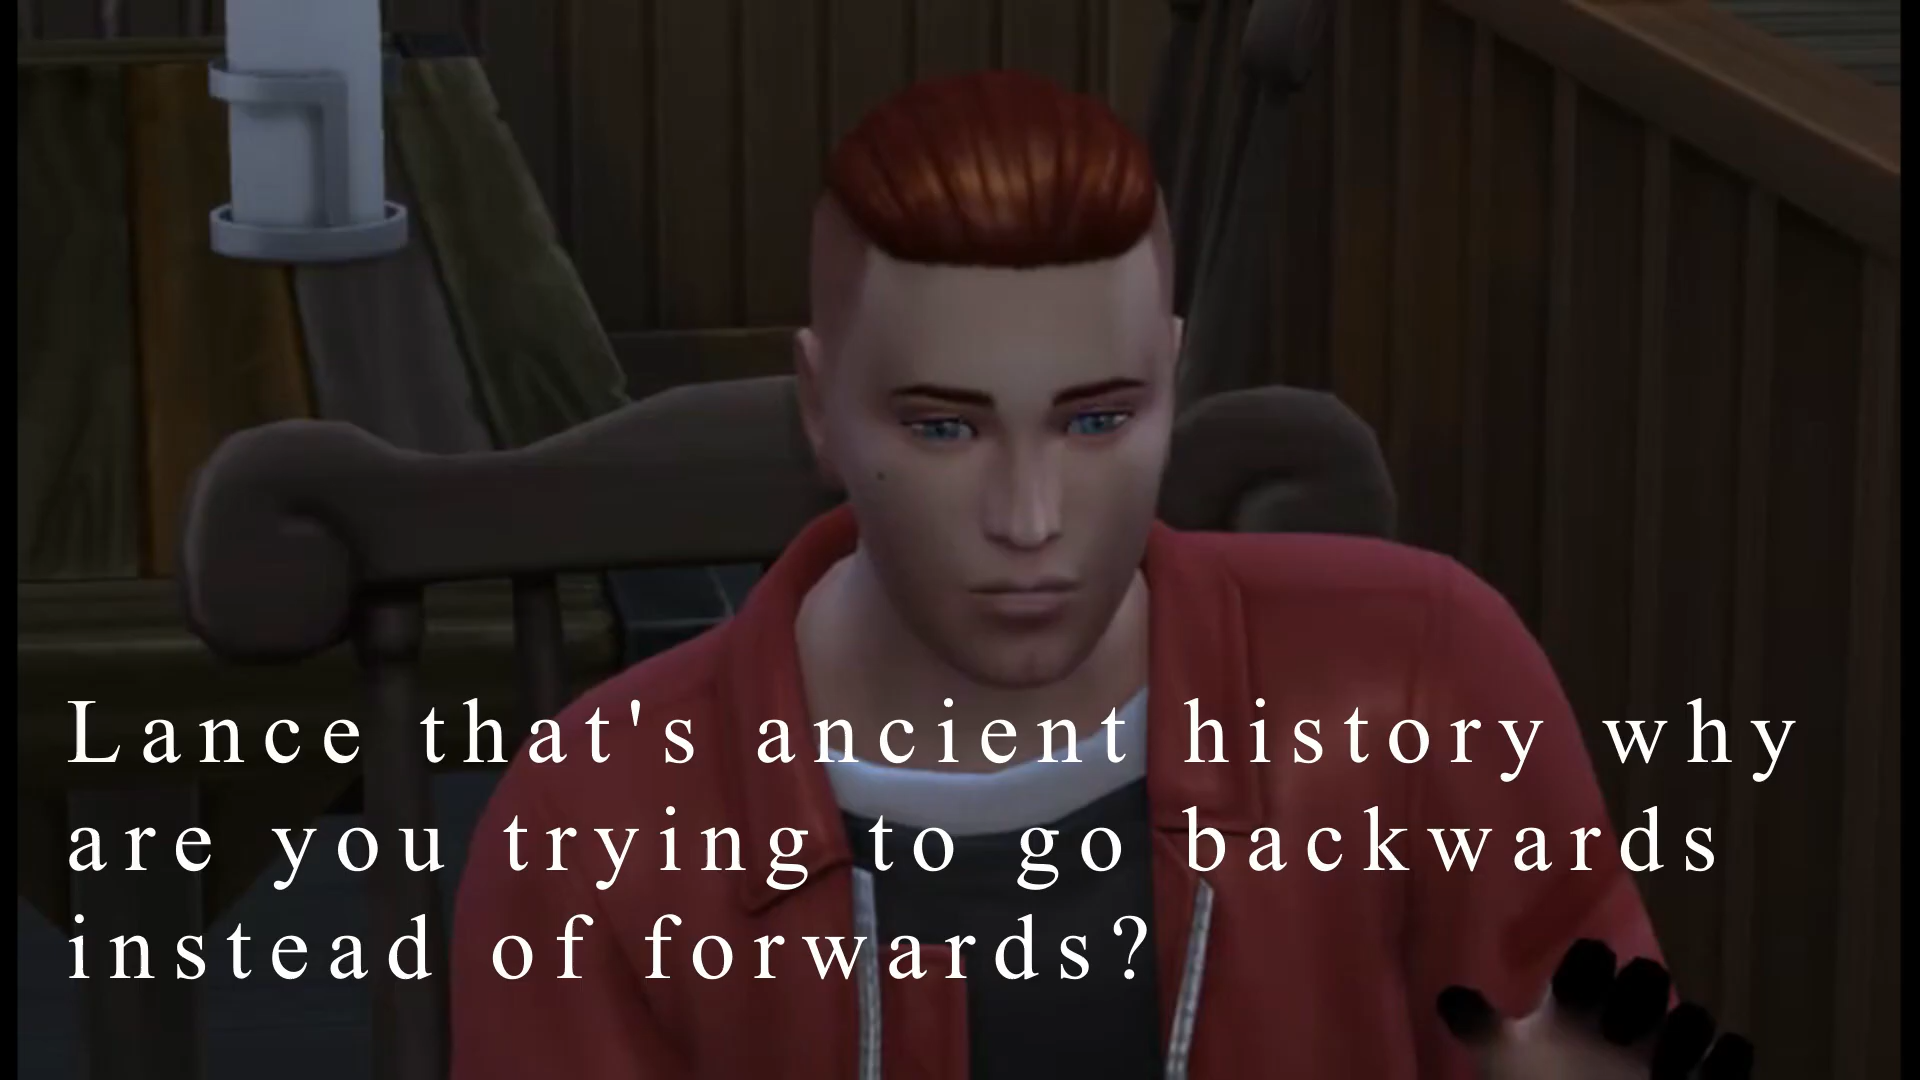 Lance that's ancient history why
are you trying to go backwards
instead of forwards?